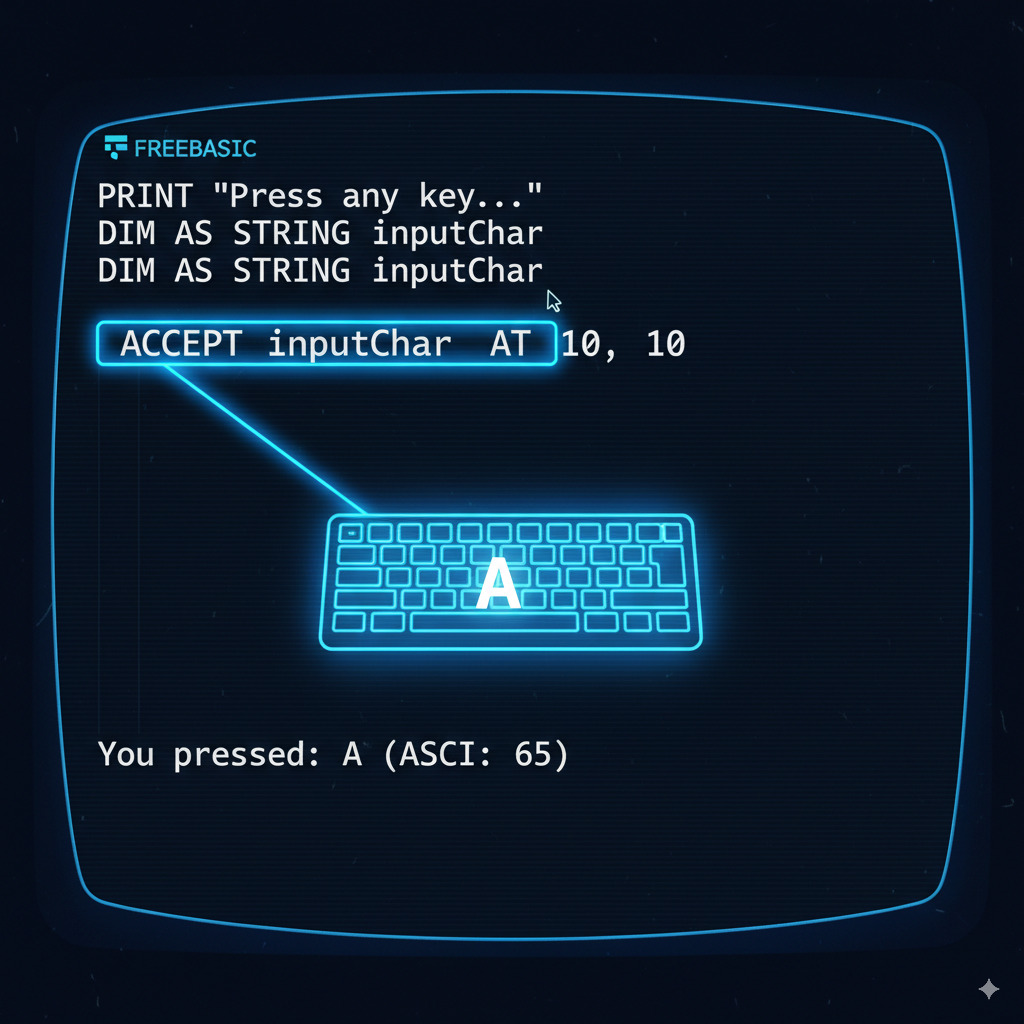 FREEBASIC
PRINT "Press any key..."
DIM AS STRING inputChar
DIM AS STRING inputChar
ACCEPT inputChar AT 10, 10
A
You pressed: A (ASCI: 65)